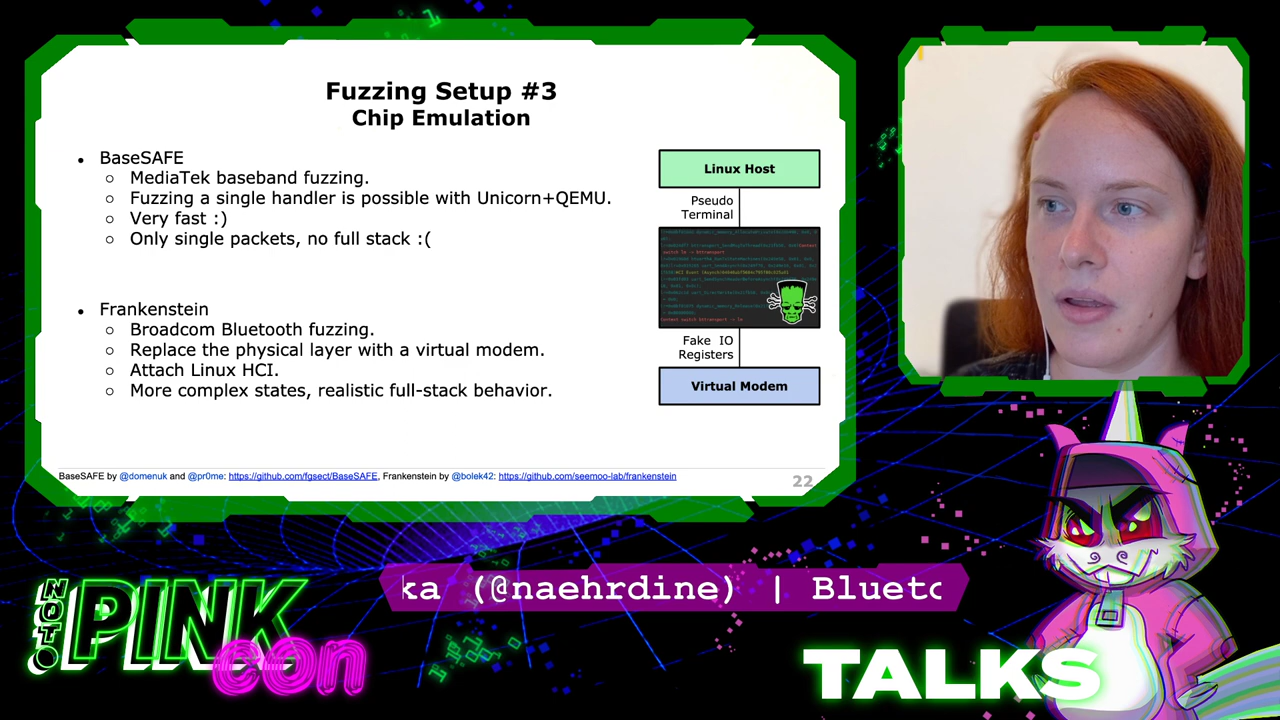 Fuzzing Setup #3
Chip Emulation
● BaseSAFE
○ MediaTek baseband fuzzing.
○ Fuzzing a single handler is possible with Unicorn+QEMU.
○ Very fast :)
○ Only single packets, no full stack :(
● Frankenstein
○ Broadcom Bluetooth fuzzing.
○ Replace the physical layer with a virtual modem.
○ Attach Linux HCI.
○ More complex states, realistic full-stack behavior.
Linux Host
Pseudo
Terminal
Fake IO
Registers
Virtual Modem
BaseSAFE by @domenuk and @pr0me: https://github.com/fgsect/BaseSAFE, Frankenstein by @bolek42: https://github.com/seemoo-lab/frankenstein
22
ka (@naehrdine) | Bluetc
NOT
PINK
con
TALKS